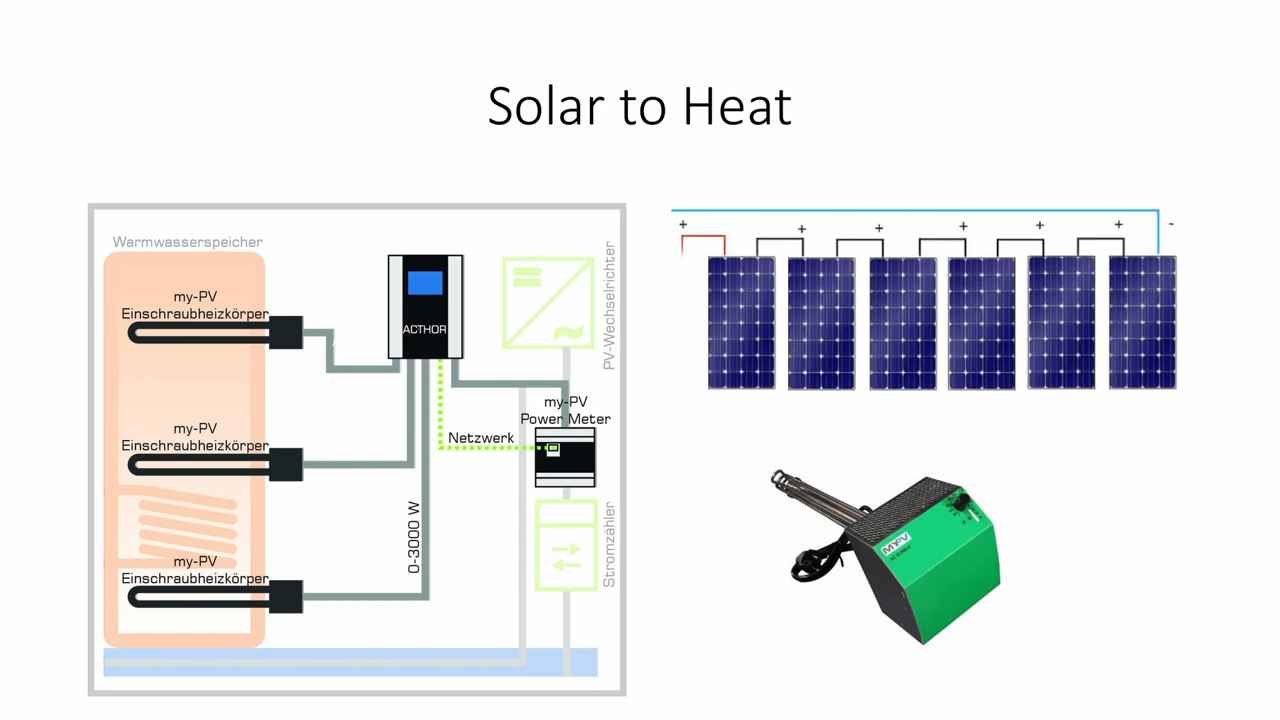 Solar to Heat
Warmwasserspeicher
my-PV
Einschraubheizkörper
my-PV
Einschraubheizkörper
my-PV
Einschraubheizkörper
ACTHOR
0-3000 W
Netzwerk
PV-Wechselrichter
my-PV
Power Meter
Stromzähler
+ + + + + + -
MYPV